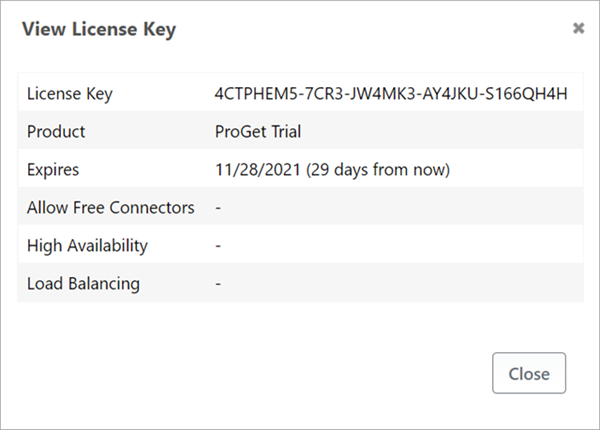 View License Key
License Key 4CTPHEM5-7CR3-JW4MK3-AY4JKU-S166QH4H
Product ProGet Trial
Expires 11/28/2021 (29 days from now)
Allow Free Connectors -
High Availability -
Load Balancing -
Close